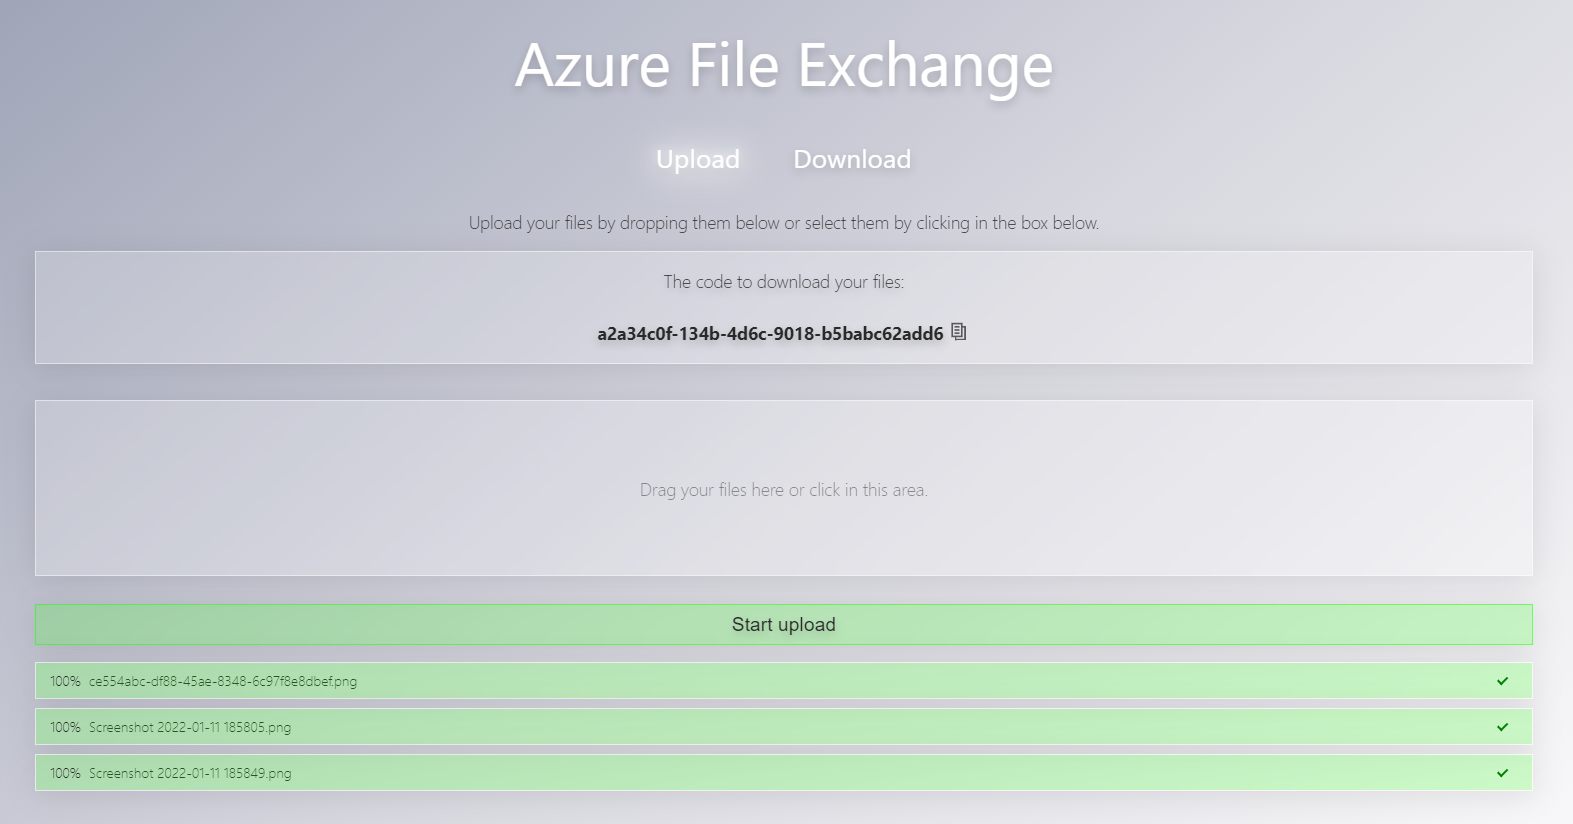 Azure File Exchange
Upload Download
Upload your files by dropping them below or select them by clicking in the box below.
The code to download your files:
a2a34c0f-134b-4d6c-9018-b5babc62add6
Drag your files here or click in this area.
Start upload
100% ce554abc-df88-45ae-8348-6c97f8e8dbef.png
100% Screenshot 2022-01-11 185805.png
100% Screenshot 2022-01-11 185849.png